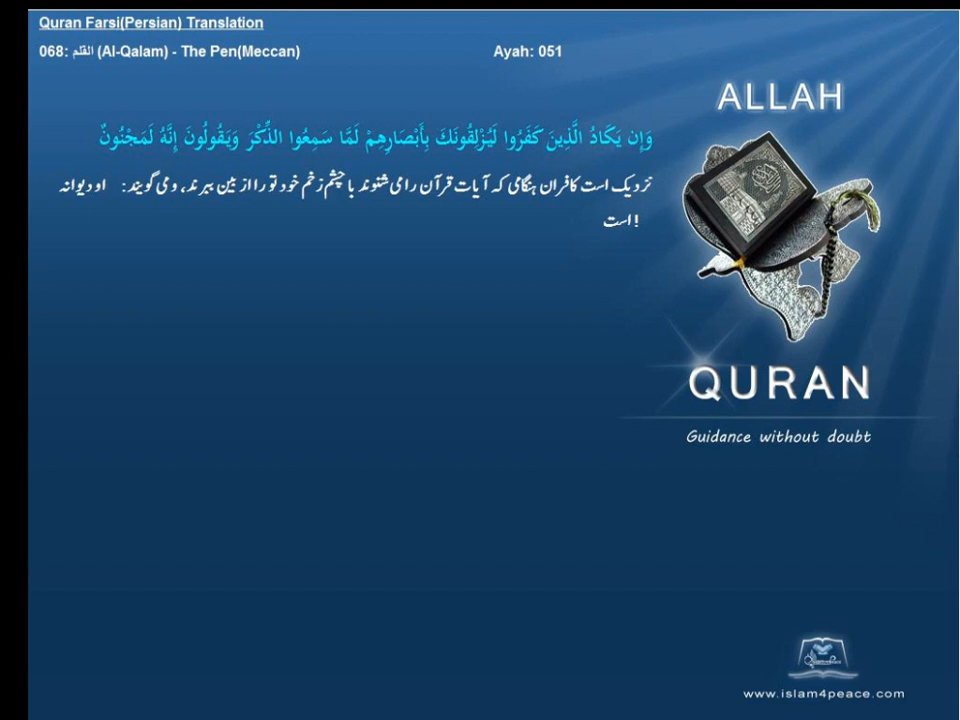 Quran Farsi(Persian) Translation
068: القلم (Al-Qalam) - The Pen(Meccan) Ayah: 051
ALLAH
وَإِن يَكَادُ الَّذِينَ كَفَرُوا لَيُزْلِقُونَكَ بِأَبْصَارِهِمْ لَمَّا سَمِعُوا الذِّكْرَ وَيَقُولُونَ إِنَّهُ لَمَجْنُونٌ
نزدیک است کافران هنگامی که آیات قرآن را می شنوند با چشم زخم خود تو را از بین ببرند، و می گویند: او دیوانه
است!
QURAN
Guidance without doubt
www.islam4peace.com